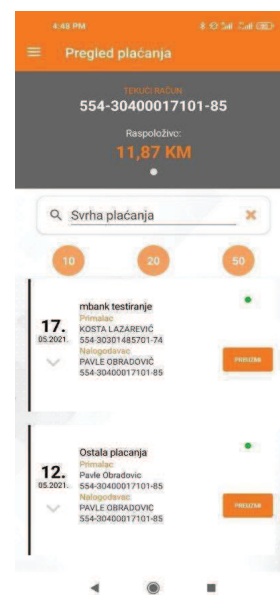 4:48 PM
Pregled plaćanja
TEKUĆI RAČUN
554-30400017101-85
Raspoloživo:
11,87 KM
Svrha plaćanja
10 20 50
mbank testiranje
Primalac
17. KOSTA LAZAREVIĆ
05.2021. 554-30301485701-74
Nalogodavac
PAVLE OBRADOVIĆ PREUZMI
554-30400017101-85
Ostala placanja
Primalac
12. Pavle Obradovic
05.2021. 554-30400017101-85
Nalogodavac
PAVLE OBRADOVIĆ PREUZMI
554-30400017101-85